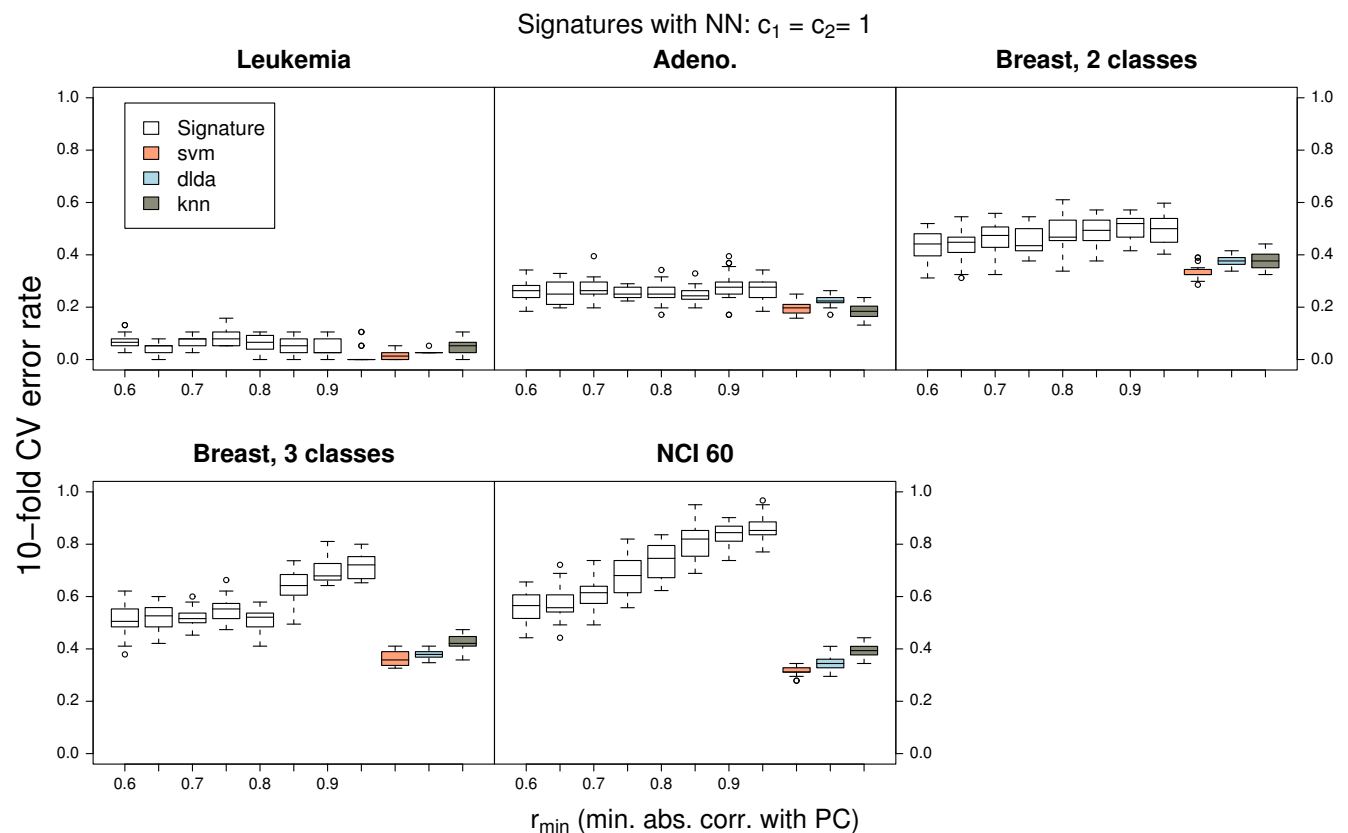 Signatures with NN: c1 = c2= 1
Leukemia
Adeno.
Breast, 2 classes
1.0
0.8
0.6
0.4
0.2
0.0
Signature
svm
dlda
knn
1.0
0.8
0.6
0.4
0.2
0.0
0.6 0.7 0.8 0.9
0.6 0.7 0.8 0.9
0.6 0.7 0.8 0.9
10−fold CV error rate
Breast, 3 classes
NCI 60
1.0
0.8
0.6
0.4
0.2
0.0
1.0
0.8
0.6
0.4
0.2
0.0
0.6 0.7 0.8 0.9
0.6 0.7 0.8 0.9
rmin (min. abs. corr. with PC)